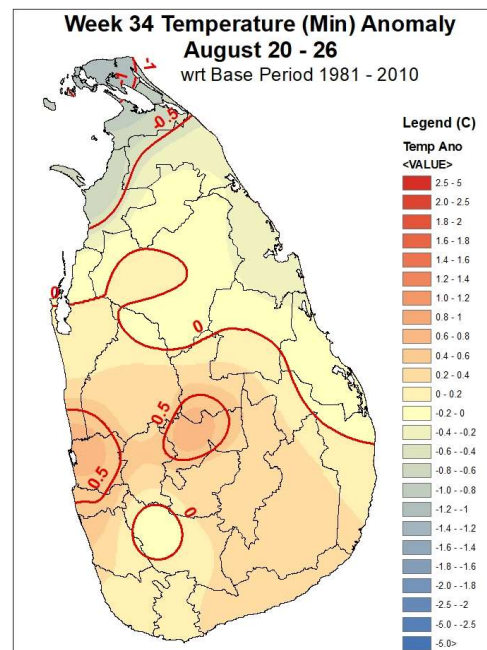 Week 34 Temperature (Min) Anomaly
August 20 - 26
wrt Base Period 1981 - 2010
-1
-1
-0.5
0
0
0.5
0.5
0
Legend (C)
Temp Ano
<VALUE>
2.5 - 5
2.0 - 2.5
1.8 - 2
1.6 - 1.8
1.4 - 1.6
1.2 - 1.4
1.0 - 1.2
0.8 - 1
0.6 - 0.8
0.4 - 0.6
0.2 - 0.4
0 - 0.2
-0.2 - 0
-0.4 - -0.2
-0.6 - -0.4
-0.8 - -0.6
-1.0 - -0.8
-1.2 - -1
-1.4 - -1.2
-1.6 - -1.4
-1.8 - -1.6
-2.0 - -1.8
-2.5 - -2
-5.0 - -2.5
-5.0>